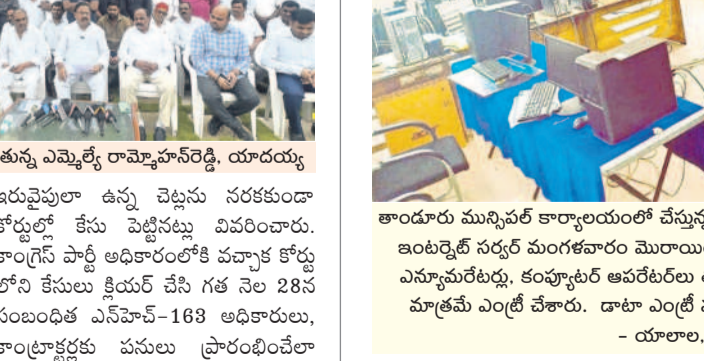 తున్న ఎమ్మెల్యే రామ్మోహన్‌రెడ్డి, యాదయ్య
ఇరువైపులా ఉన్న చెట్లను నరకకుండా
కోర్టుల్లో కేసు పెట్టినట్లు వివరించారు.
కాంగ్రెస్ పార్టీ అధికారంలోకి వచ్చాక కోర్టు
లోని కేసులు క్లియర్ చేసి గత నెల 28న
సంబంధిత ఎన్‌హెచ్-163 అధికారులు,
కాంట్రాక్టర్లకు పనులు ప్రారంభించేలా
తాండూరు మున్సిపల్ కార్యాలయంలో చేస్తున్న
ఇంటర్నెట్ సర్వర్ మంగళవారం
ఎన్యూమరేటర్లు, కంప్యూటర్ ఆపరేటర్‌లు
మాత్రమే ఎంట్రీ చేశారు. డాటా ఎంట్రీ
– యాలాల,